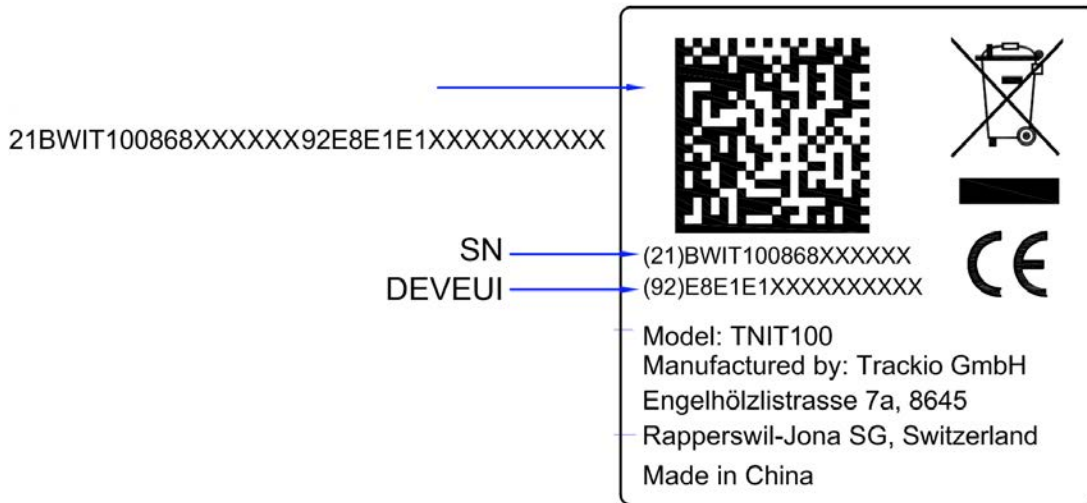 21BWIT100868XXXXXX92E8E1E1XXXXXXXXXX
SN
(21)BWIT100868XXXXXX
DEVEUI
(92)E8E1E1XXXXXXXXXX
CE
Model: TNIT100
Manufactured by: Trackio GmbH
Engelhölzlistrasse 7a, 8645
Rapperswil-Jona SG, Switzerland
Made in China